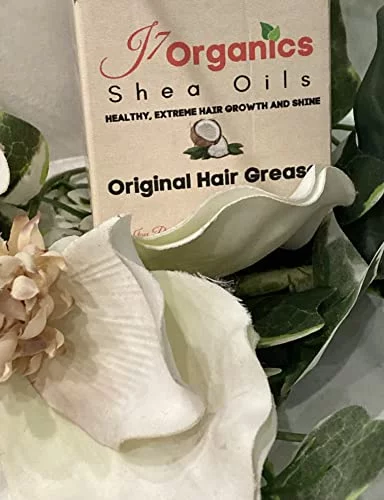 J7 Organics
Shea Oils
HEALTHY, EXTREME HAIR GROWTH AND SHINE
Original Hair Grease